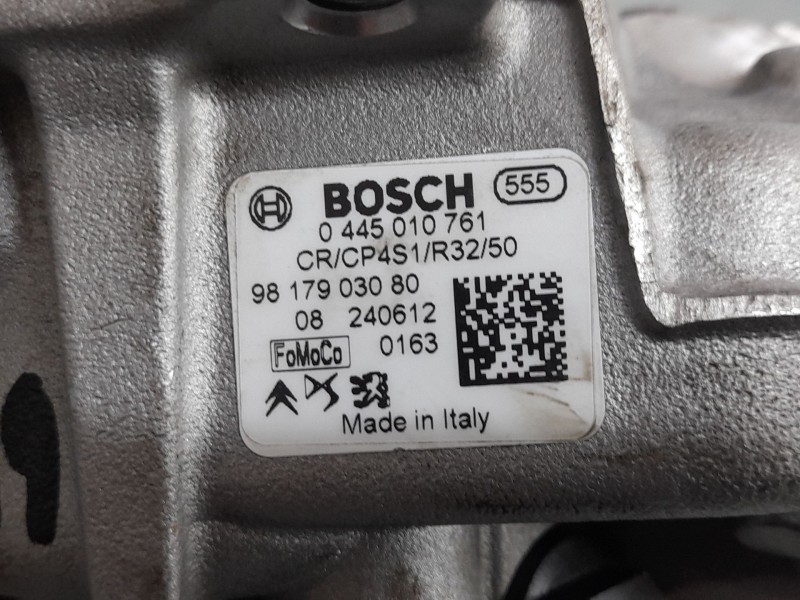 BOSCH 555
0 445 010 761
CR/CP4S1/R32/50
98 179 030 80
08 240612
FoMoCo 0163
Made in Italy